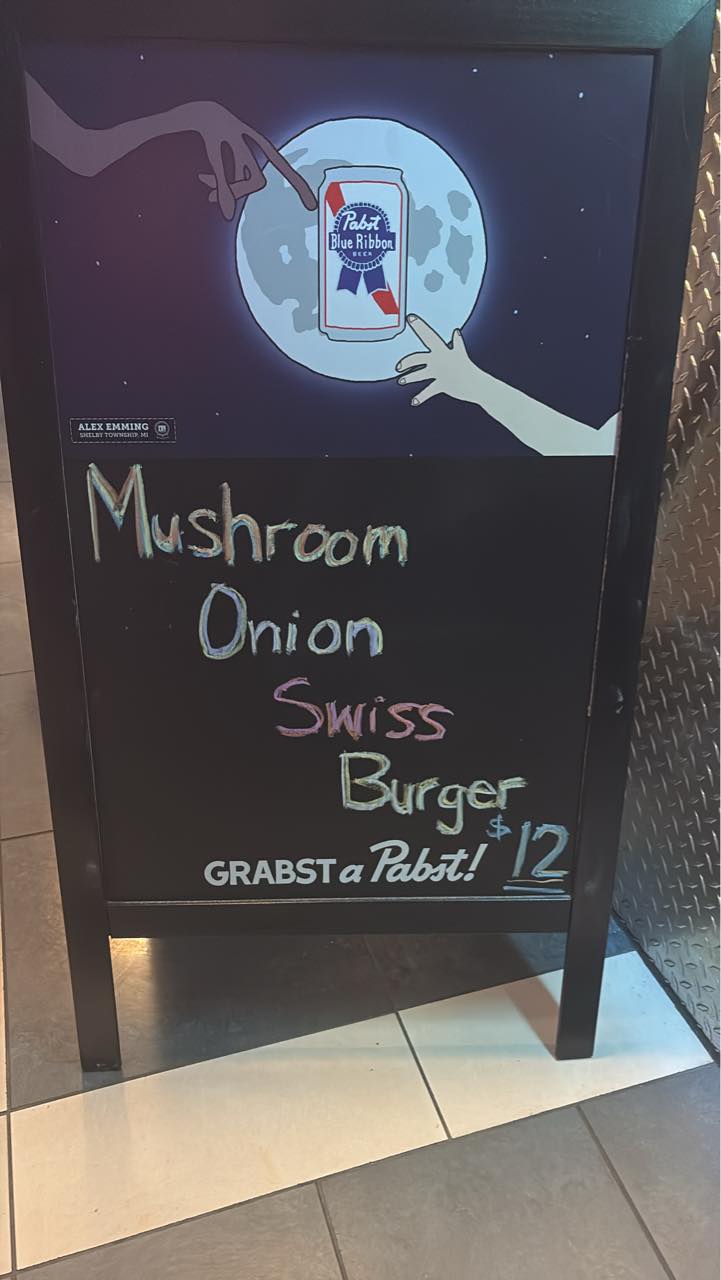 Pabst
Blue Ribbon
BEER
ALEX EMMING
SHELBY TOWNSHIP, MI
Mushroom
Onion
Swiss
Burger
$12
GRABST a Pabst!